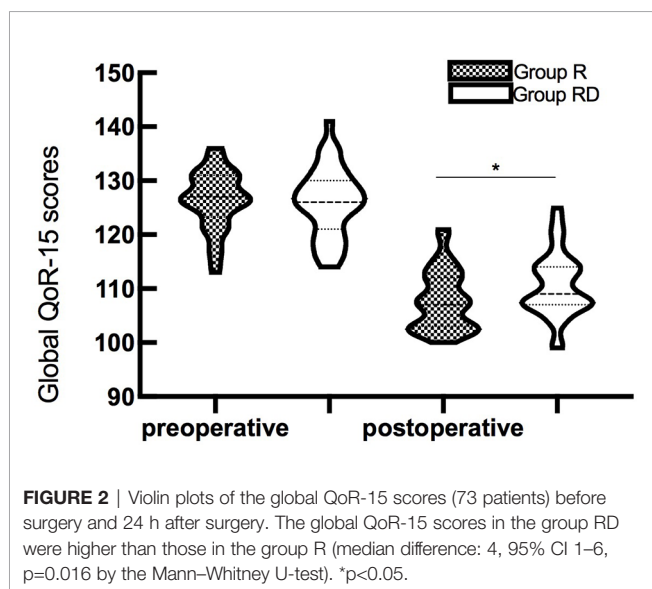 Group R
Group RD
Global QoR-15 scores
150
140
130
120
110
100
90
*
preoperative
postoperative
FIGURE 2 | Violin plots of the global QoR-15 scores (73 patients) before
surgery and 24 h after surgery. The global QoR-15 scores in the group RD
were higher than those in the group R (median difference: 4, 95% CI 1–6,
p=0.016 by the Mann–Whitney U-test). *p<0.05.